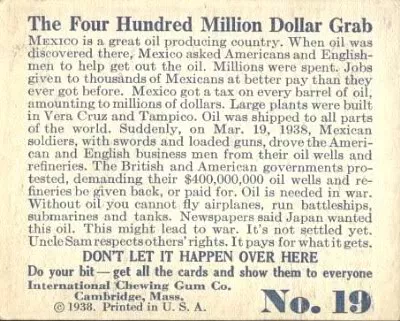 The Four Hundred Million Dollar Grab
MEXICO is a great oil producing country. When oil was
discovered there, Mexico asked Americans and English-
men to help get out the oil. Millions were spent. Jobs
given to thousands of Mexicans at better pay than they
ever got before. Mexico got a tax on every barrel of oil,
amounting to millions of dollars. Large plants were built
in Vera Cruz and Tampico. Oil was shipped to all parts
of the world. Suddenly, on Mar. 19, 1938, Mexican
soldiers, with swords and loaded guns, drove the Ameri-
can and English business men from their oil wells and
refineries. The British and American governments pro-
tested, demanding their $400,000,000 oil wells and re-
fineries be given back, or paid for. Oil is needed in war.
Without oil you cannot fly airplanes, run battleships,
submarines and tanks. Newspapers said Japan wanted
this oil. This might lead to war. It's not settled yet.
Uncle Sam respects others' rights. It pays for what it gets.
DON'T LET IT HAPPEN OVER HERE
Do your bit — get all the cards and show them to everyone
International Chewing Gum Co.
Cambridge, Mass.
© 1938. Printed in U. S. A.
No. 19